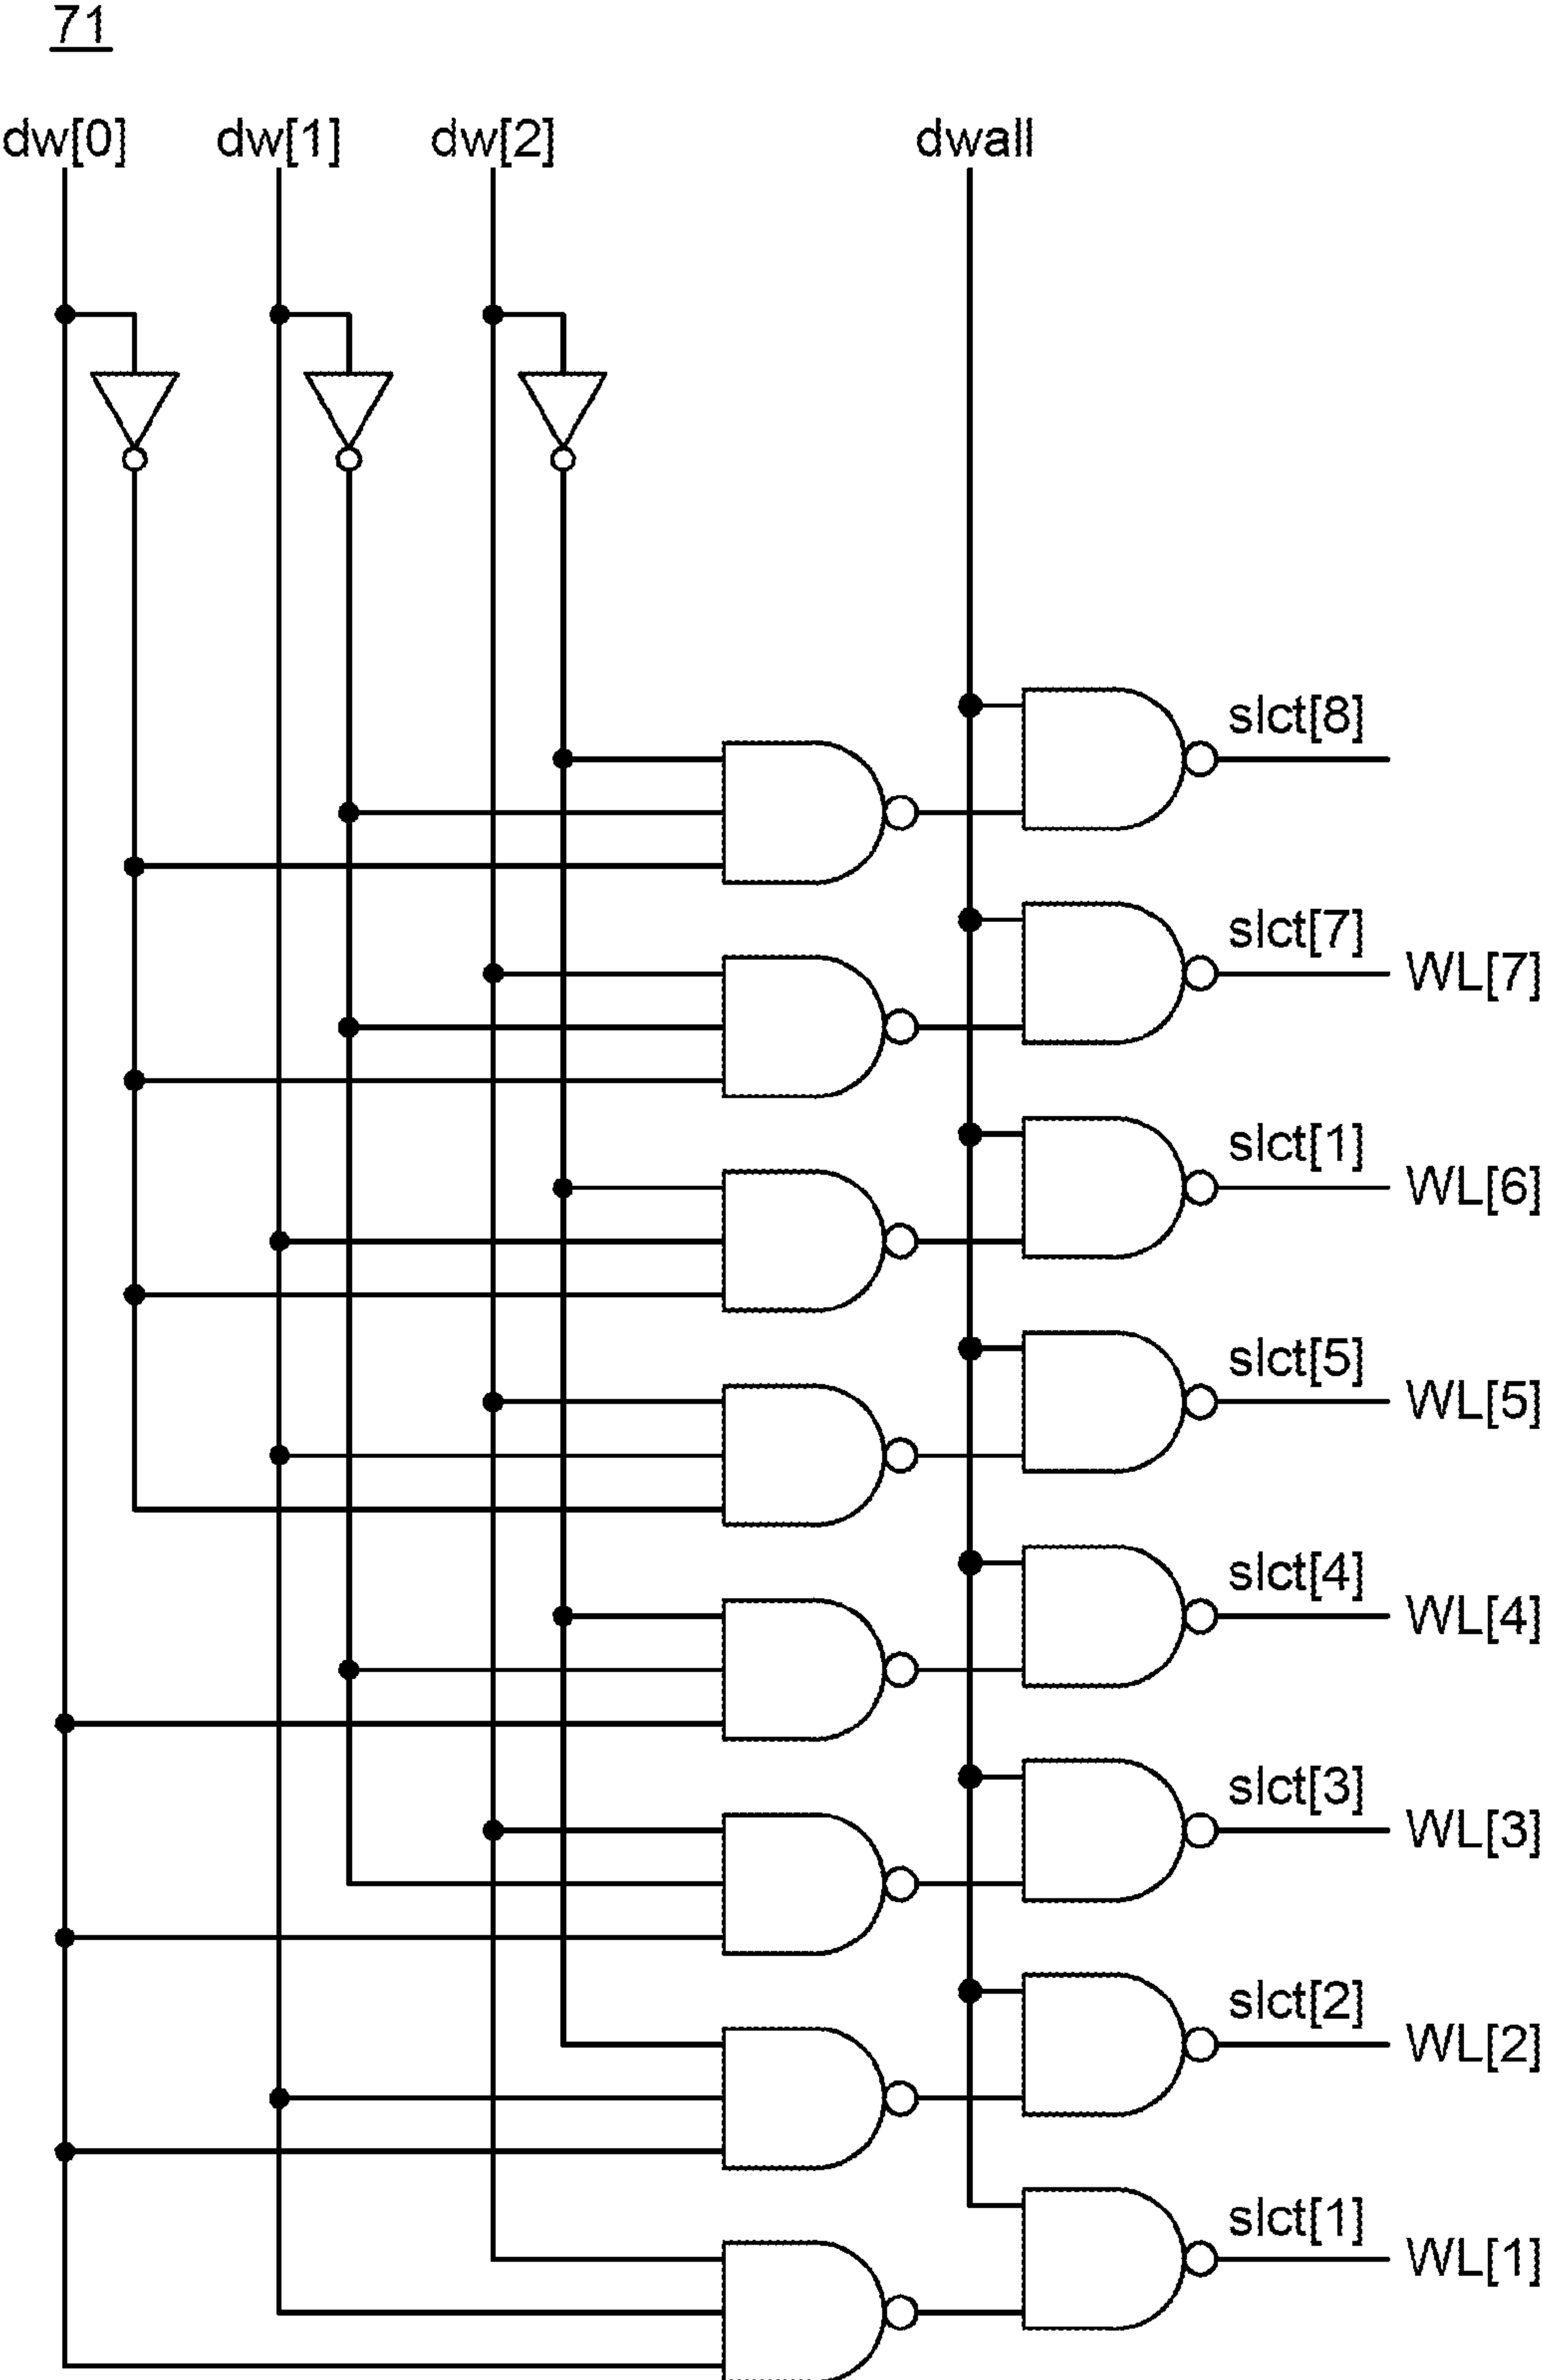 71
dw[0] dw[1] dw[2] dwall
slct[8]
slct[7]
WL[7]
slct[1]
WL[6]
slct[5]
WL[5]
slct[4]
WL[4]
slct[3]
WL[3]
slct[2]
WL[2]
slct[1]
WL[1]